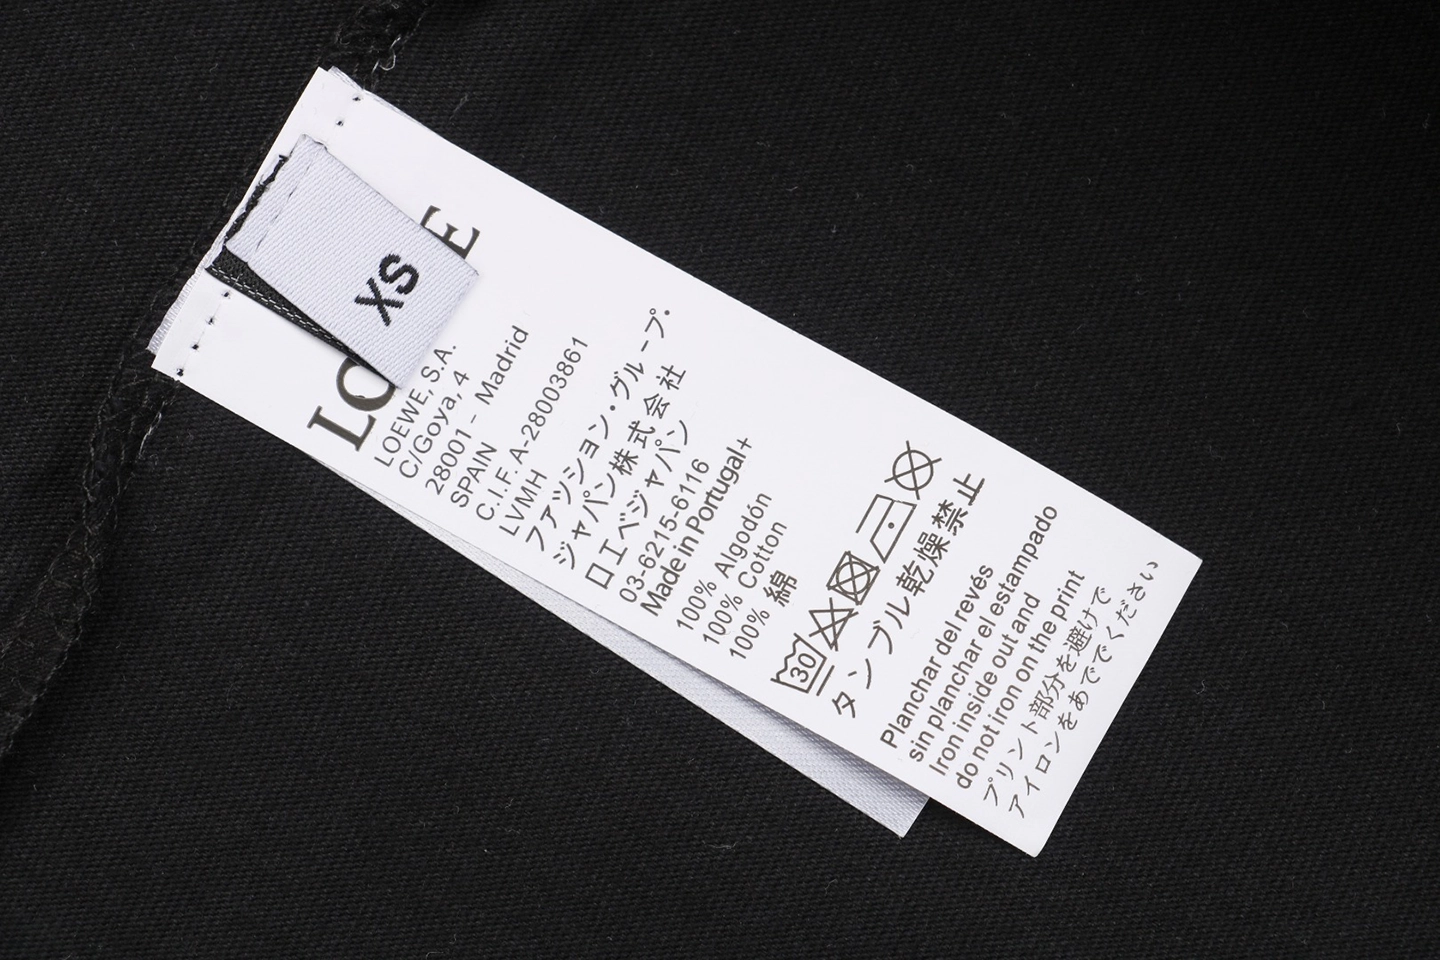 XS
LOEWE, S.A.
C/Goya, 4
28001 - Madrid
SPAIN
C.I.F. A-28003861
LVMH
ファッション・グループ・
ジャパン株式会社
ロエベジャパン
03-6215-6116
Made in Portugal+
100% Algodón
100% Cotton
100% 綿
30
タンブル乾燥禁止
Planchar del revés
sin planchar el estampado
Iron inside out and
do not iron on the print
プリント部分を避けで
アイロンをあででください